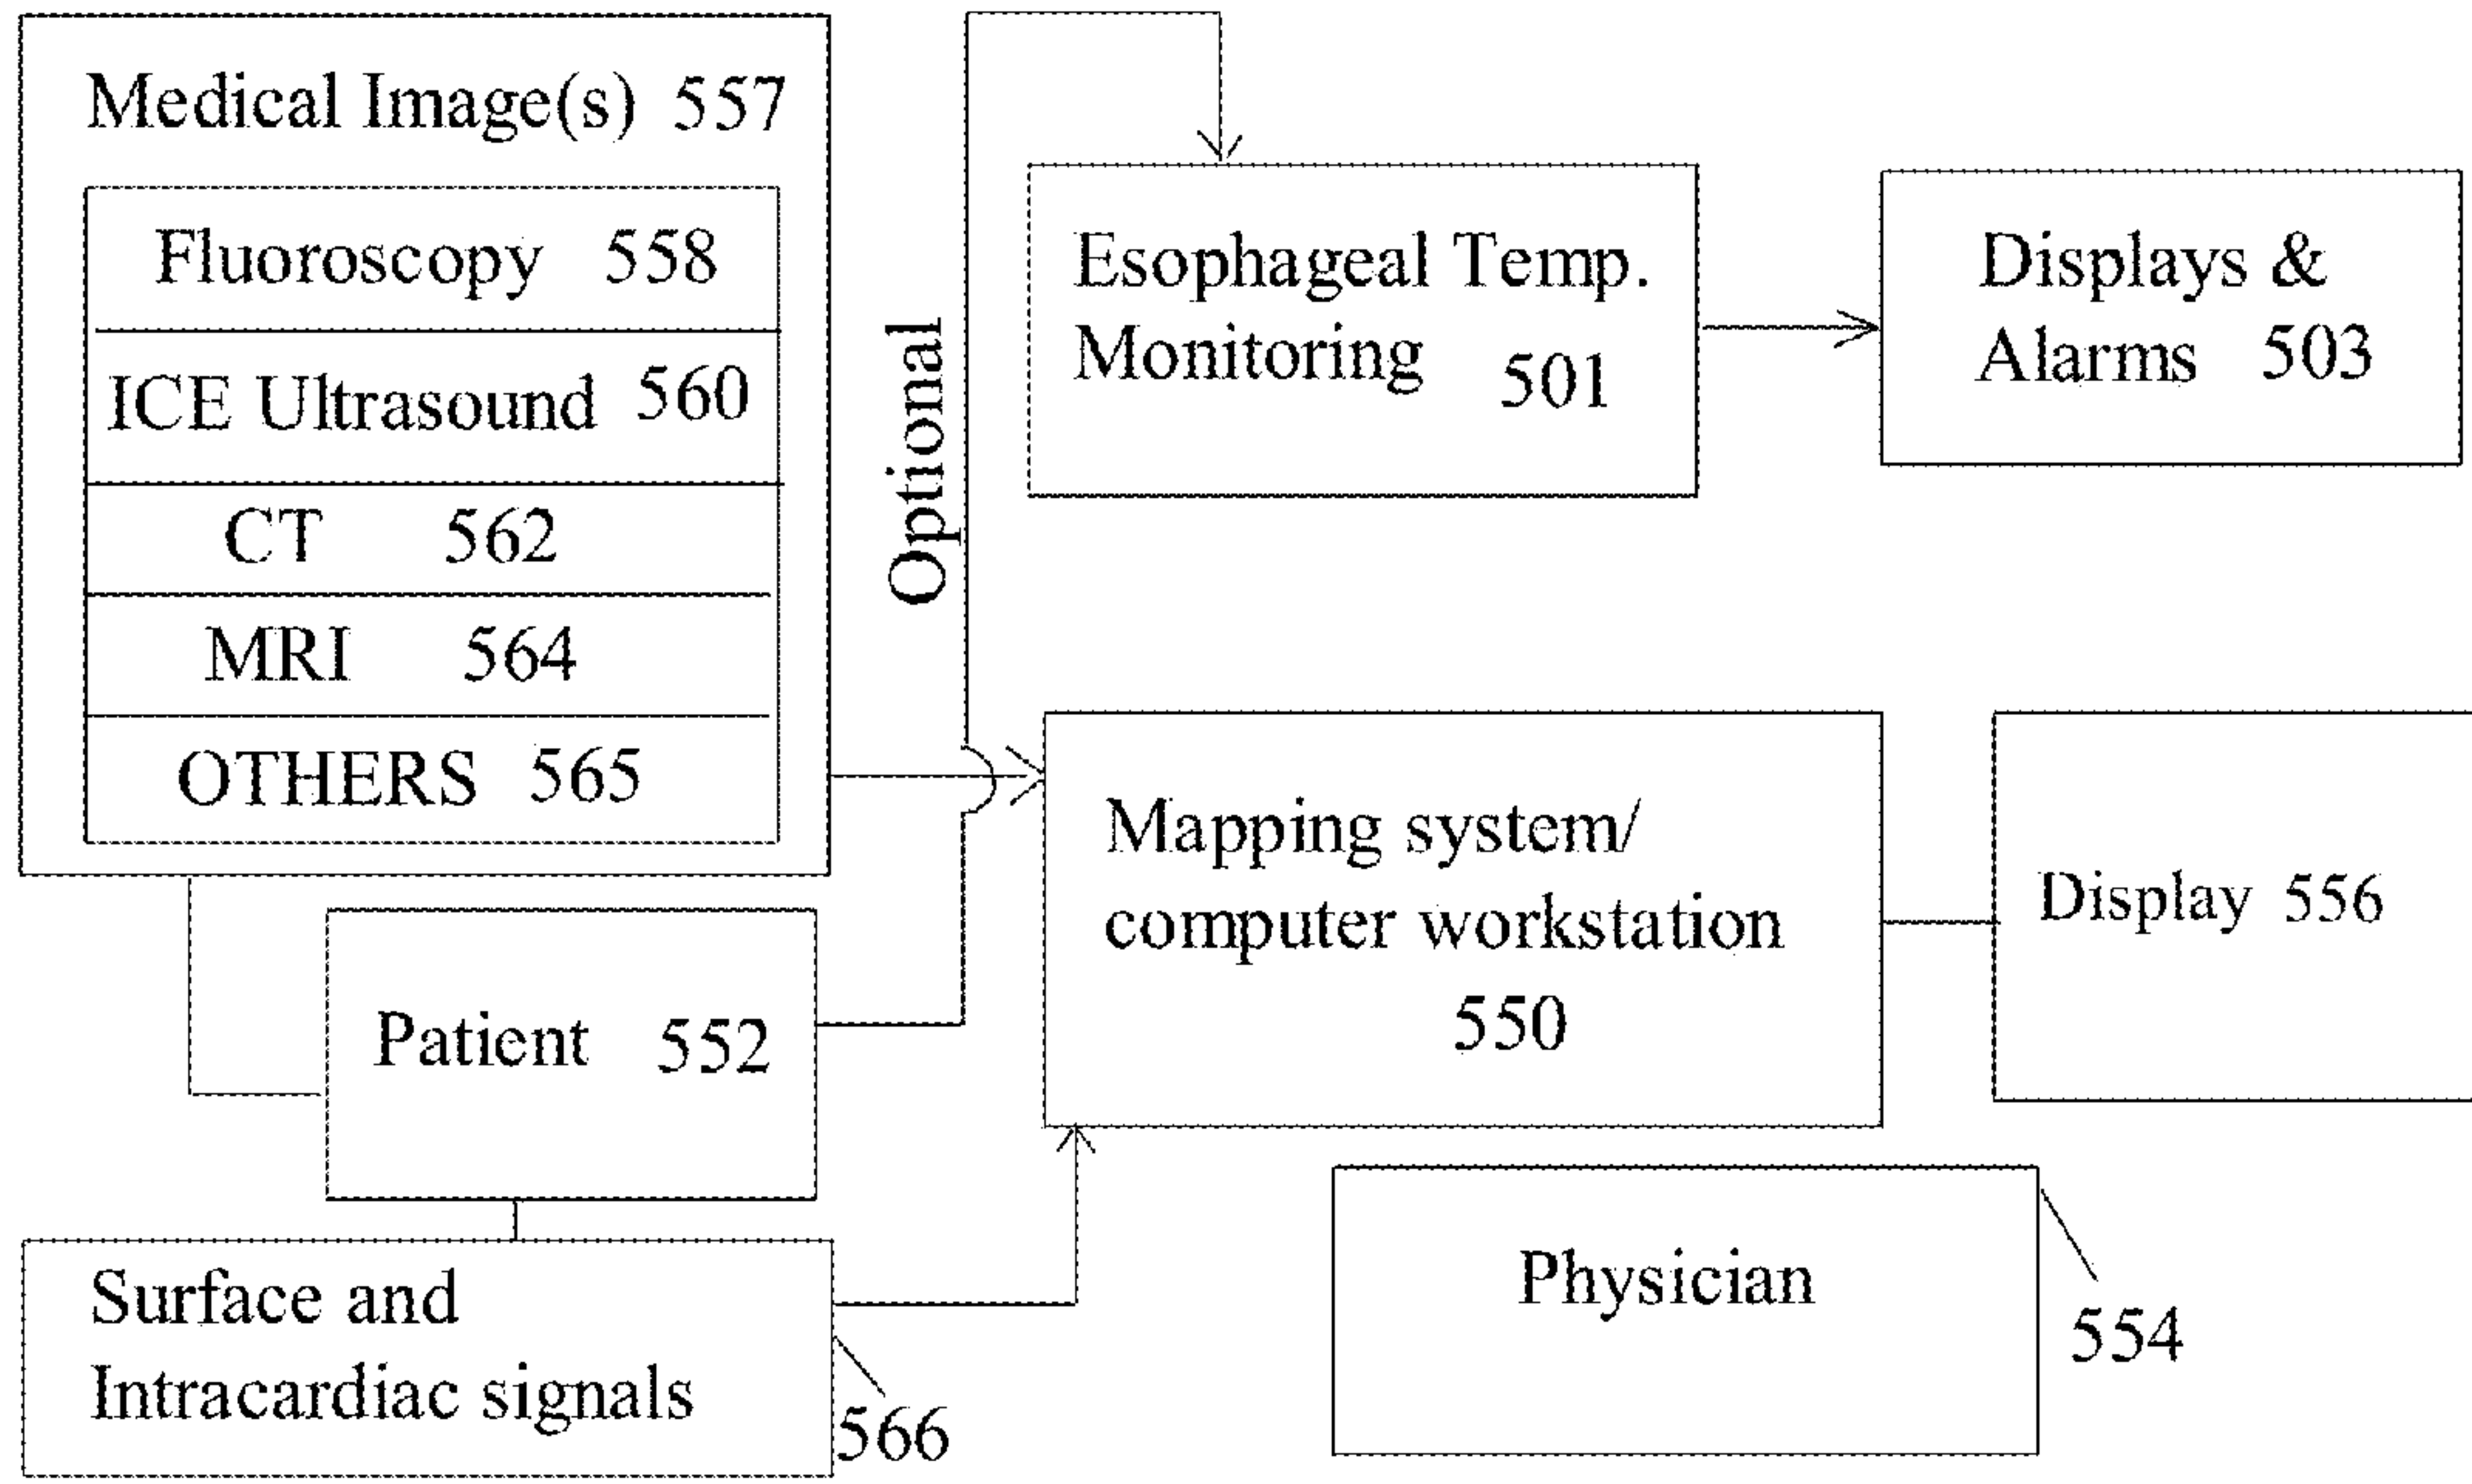 Medical Image(s) 557
Fluoroscopy 558
ICE Ultrasound 560
CT 562
MRI 564
OTHERS 565
Optional
Esophageal Temp.
Monitoring 501
Displays &
Alarms 503
Mapping system/
computer workstation
550
Display 556
Patient 552
Surface and
Intracardiac signals
566
Physician
554